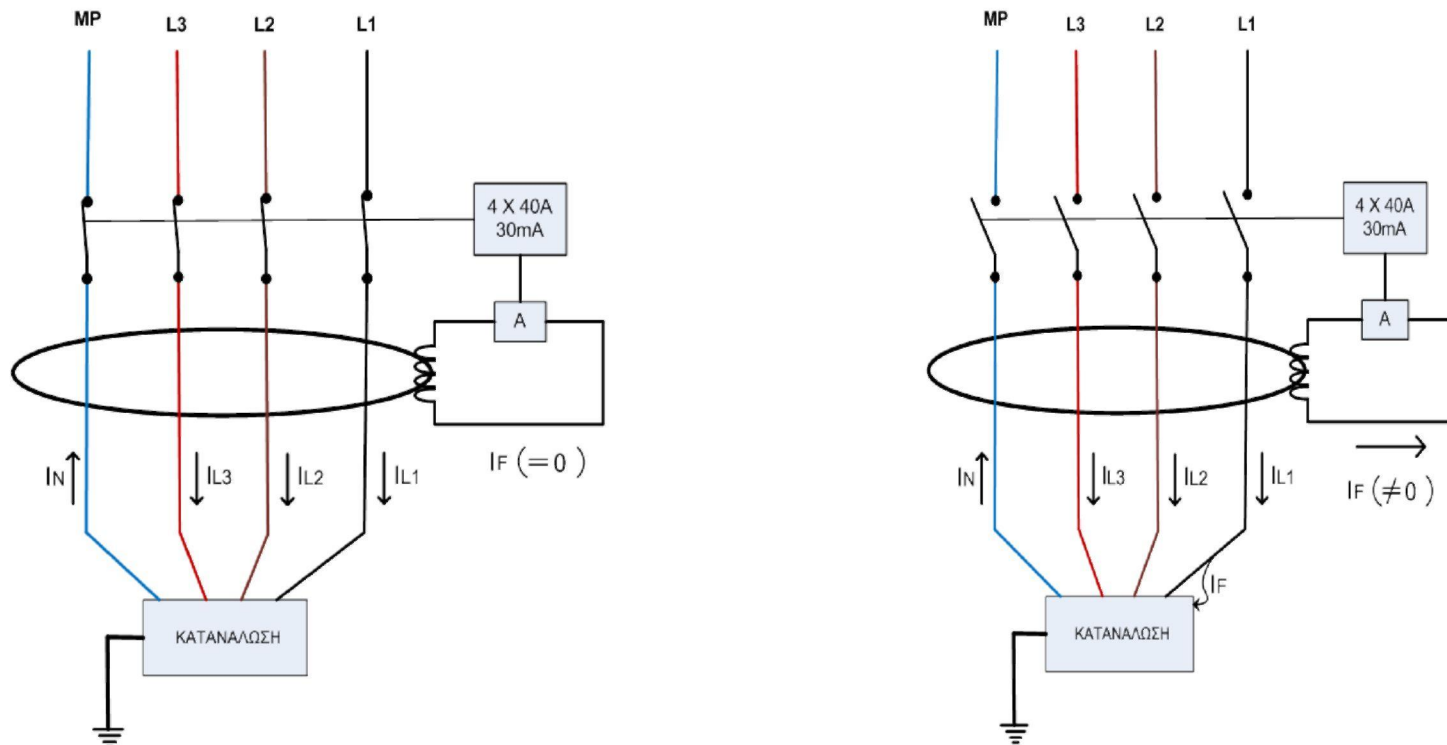 MP L3 L2 L1
4 X 40A
30mA
A
IN IL3 IL2 IL1
IF (=0)
ΚΑΤΑΝΑΛΩΣΗ
MP L3 L2 L1
4 X 40A
30mA
A
IN IL3 IL2 IL1
IF (≠0)
IF
ΚΑΤΑΝΑΛΩΣΗ